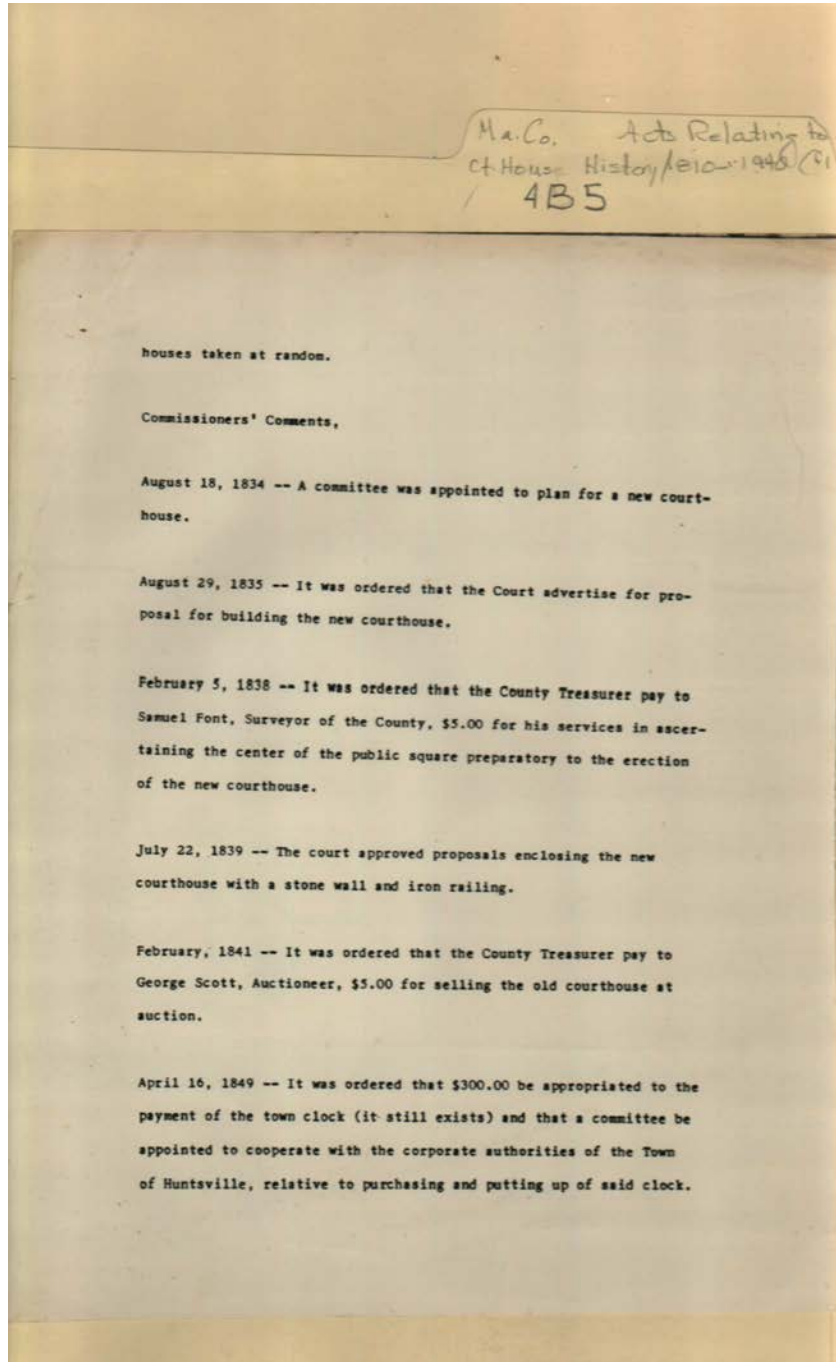 Ma. Co. Acts Relating to
Ct House History 1810-1940
4B5
houses taken at random.
Commissioners' Comments,
August 18, 1834 -- A committee was appointed to plan for a new court-
house.
August 29, 1835 -- It was ordered that the Court advertise for pro-
posal for building the new courthouse.
February 5, 1838 -- It was ordered that the County Treasurer pay to
Samuel Font, Surveyor of the County, $5.00 for his services in ascer-
taining the center of the public square preparatory to the erection
of the new courthouse.
July 22, 1839 -- The court approved proposals enclosing the new
courthouse with a stone wall and iron railing.
February, 1841 -- It was ordered that the County Treasurer pay to
George Scott, Auctioneer, $5.00 for selling the old courthouse at
auction.
April 16, 1849 -- It was ordered that $300.00 be appropriated to the
payment of the town clock (it still exists) and that a committee be
appointed to cooperate with the corporate authorities of the Town
of Huntsville, relative to purchasing and putting up of said clock.